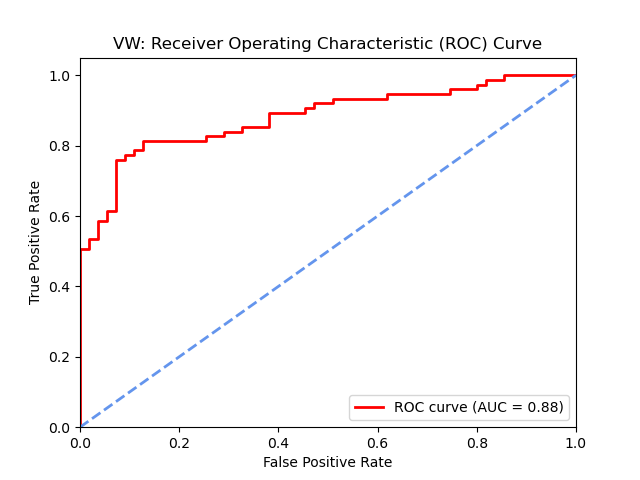 VW: Receiver Operating Characteristic (ROC) Curve
1.0
0.8
0.6
0.4
0.2
0.0
True Positive Rate
ROC curve (AUC = 0.88)
0.0 0.2 0.4 0.6 0.8 1.0
False Positive Rate